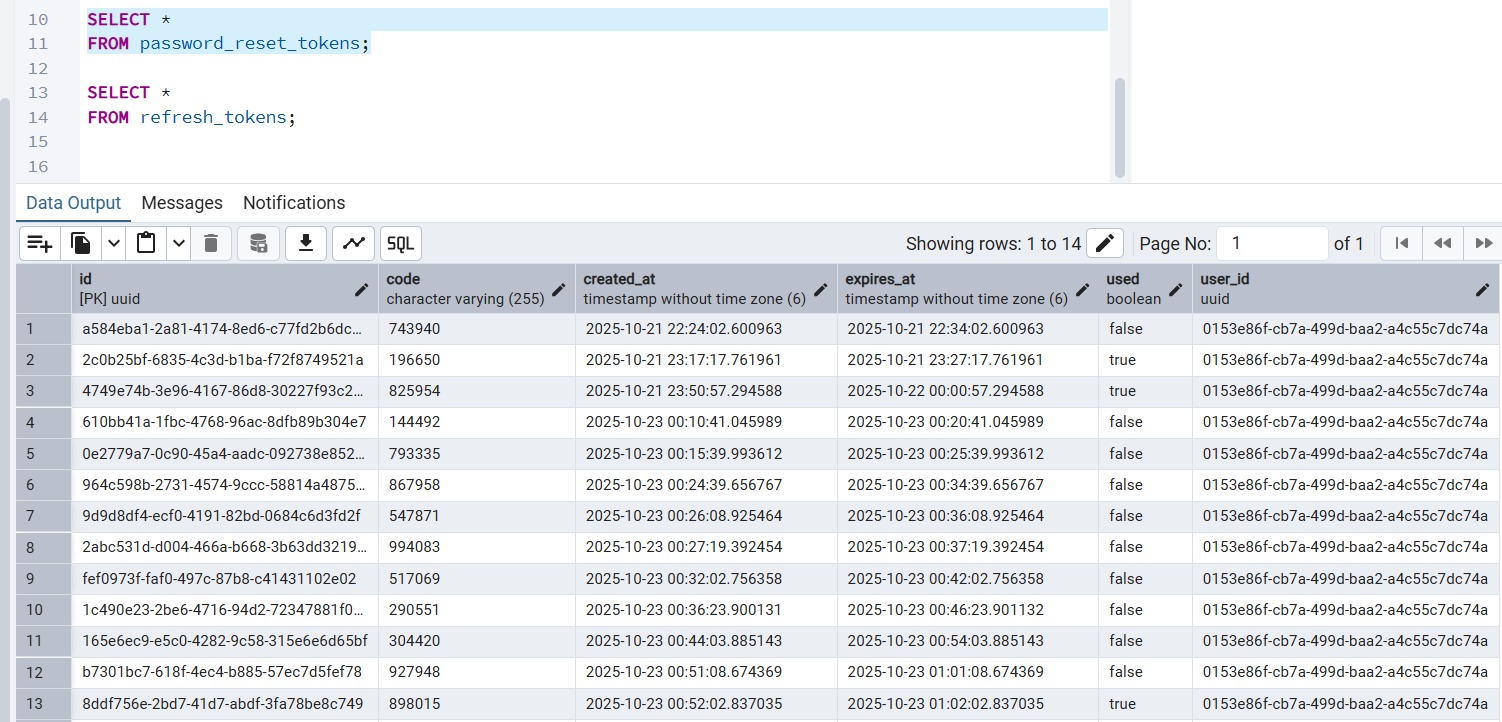 10 SELECT *
11 FROM password_reset_tokens;
12
13 SELECT *
14 FROM refresh_tokens;
15
16
Data Output Messages Notifications
SQL Showing rows: 1 to 14 Page No: 1 of 1
id code created_at expires_at used user_id
[PK] uuid character varying (255) timestamp without time zone (6) timestamp without time zone (6) boolean uuid
1 a584eba1-2a81-4174-8ed6-c77fd2b6dc... 743940 2025-10-21 22:24:02.600963 2025-10-21 22:34:02.600963 false 0153e86f-cb7a-499d-baa2-a4c55c7dc74a
2 2c0b25bf-6835-4c3d-b1ba-f72f8749521a 196650 2025-10-21 23:17:17.761961 2025-10-21 23:27:17.761961 true 0153e86f-cb7a-499d-baa2-a4c55c7dc74a
3 4749e74b-3e96-4167-86d8-30227f93c2... 825954 2025-10-21 23:50:57.294588 2025-10-22 00:00:57.294588 true 0153e86f-cb7a-499d-baa2-a4c55c7dc74a
4 610bb41a-1fbc-4768-96ac-8dfb89b304e7 144492 2025-10-23 00:10:41.045989 2025-10-23 00:20:41.045989 false 0153e86f-cb7a-499d-baa2-a4c55c7dc74a
5 0e2779a7-0c90-45a4-aadc-092738e852... 793335 2025-10-23 00:15:39.993612 2025-10-23 00:25:39.993612 false 0153e86f-cb7a-499d-baa2-a4c55c7dc74a
6 964c598b-2731-4574-9ccc-58814a4875... 867958 2025-10-23 00:24:39.656767 2025-10-23 00:34:39.656767 false 0153e86f-cb7a-499d-baa2-a4c55c7dc74a
7 9d9d8df4-ecf0-4191-82bd-0684c6d3fd2f 547871 2025-10-23 00:26:08.925464 2025-10-23 00:36:08.925464 false 0153e86f-cb7a-499d-baa2-a4c55c7dc74a
8 2abc531d-d004-466a-b668-3b63dd3219... 994083 2025-10-23 00:27:19.392454 2025-10-23 00:37:19.392454 false 0153e86f-cb7a-499d-baa2-a4c55c7dc74a
9 fef0973f-faf0-497c-87b8-c41431102e02 517069 2025-10-23 00:32:02.756358 2025-10-23 00:42:02.756358 false 0153e86f-cb7a-499d-baa2-a4c55c7dc74a
10 1c490e23-2be6-4716-94d2-72347881f0... 290551 2025-10-23 00:36:23.900131 2025-10-23 00:46:23.901132 false 0153e86f-cb7a-499d-baa2-a4c55c7dc74a
11 165e6ec9-e5c0-4282-9c58-315e6e6d65bf 304420 2025-10-23 00:44:03.885143 2025-10-23 00:54:03.885143 false 0153e86f-cb7a-499d-baa2-a4c55c7dc74a
12 b7301bc7-618f-4ec4-b885-57ec7d5fef78 927948 2025-10-23 00:51:08.674369 2025-10-23 01:01:08.674369 false 0153e86f-cb7a-499d-baa2-a4c55c7dc74a
13 8ddf756e-2bd7-41d7-abdf-3fa78be8c749 898015 2025-10-23 00:52:02.837035 2025-10-23 01:02:02.837035 true 0153e86f-cb7a-499d-baa2-a4c55c7dc74a